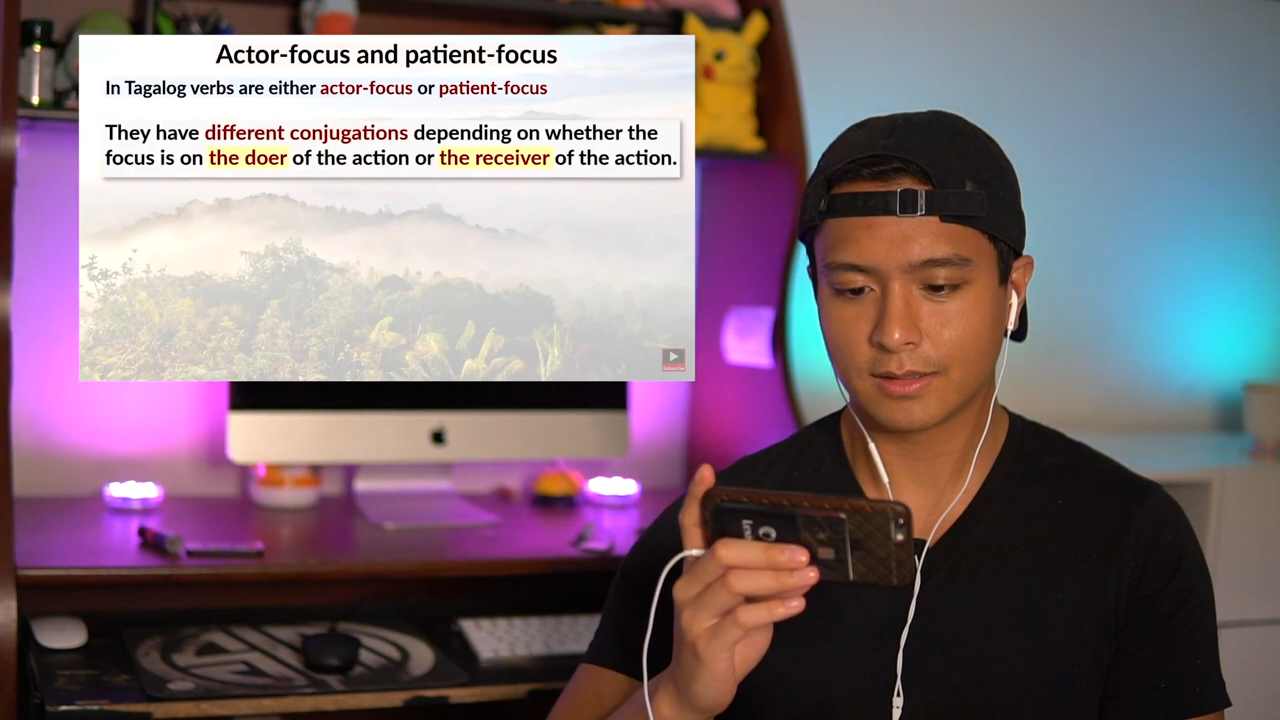 Actor-focus and patient-focus
In Tagalog verbs are either actor-focus or patient-focus
They have different conjugations depending on whether the
focus is on the doer of the action or the receiver of the action.
Subscribe